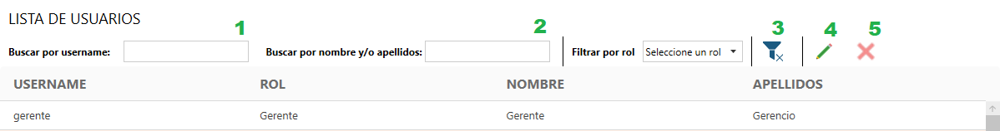 LISTA DE USUARIOS
1 2 3 4 5
Buscar por username: Buscar por nombre y/o apellidos: Filtrar por rol Seleccione un rol
USERNAME ROL NOMBRE APELLIDOS
gerente Gerente Gerente Gerencio